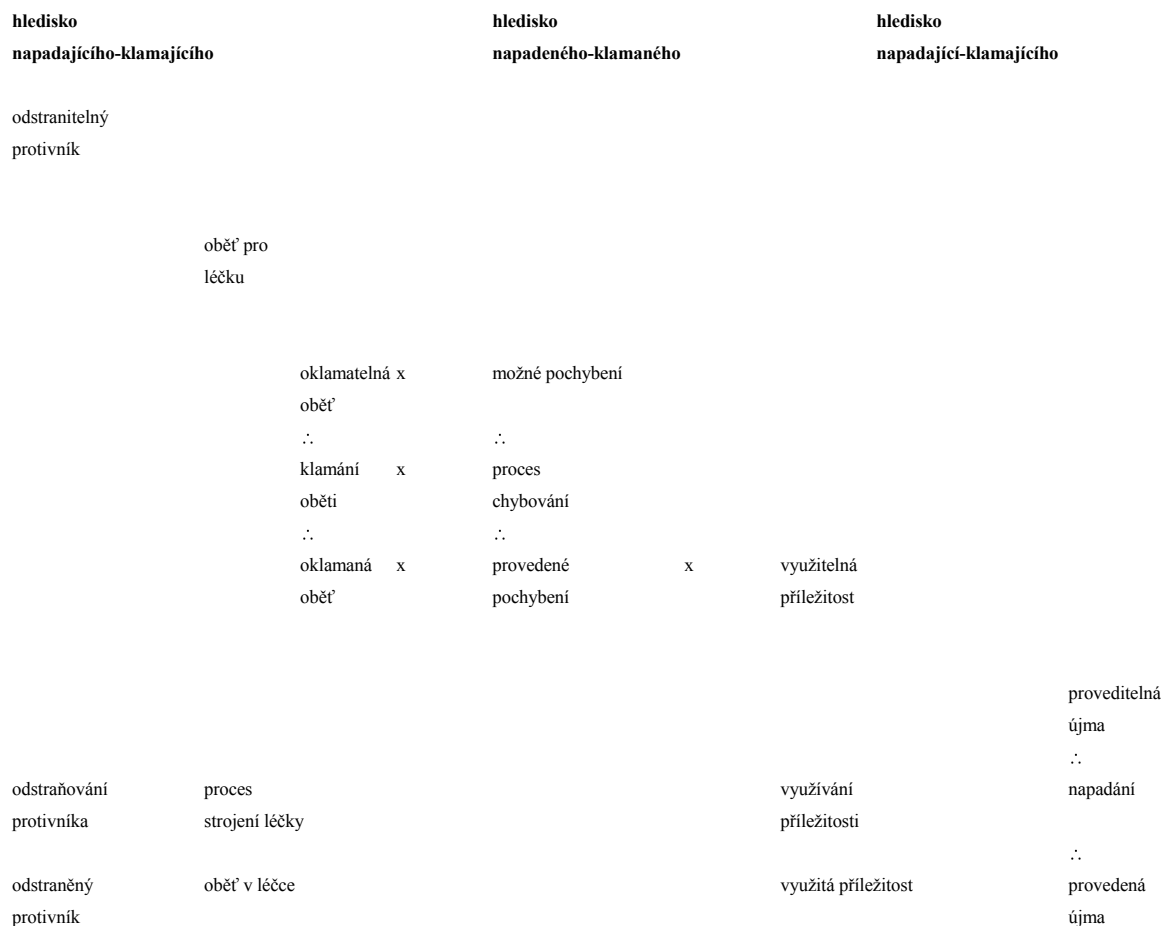 hledisko hledisko hledisko
napadajícího-klamajícího napadeného-klamaného napadající-klamajícího
odstranitelný
protivník
oběť pro
léčku
oklamatelná x možné pochybení
oběť
∴ ∴
klamání x proces
oběti chybování
∴ ∴
oklamaná x provedené x využitelná
oběť pochybení příležitost
proveditelná
újma
∴
odstraňování proces využívání napadání
protivníka strojení léčky příležitosti
∴
odstraněný oběť v léčce využitá příležitost provedená
protivník újma